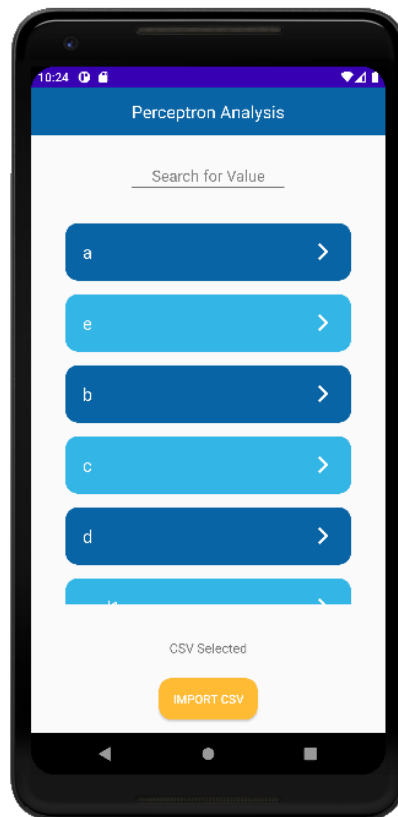 10:24
Perceptron Analysis
Search for Value
a
e
b
c
d
CSV Selected
IMPORT CSV